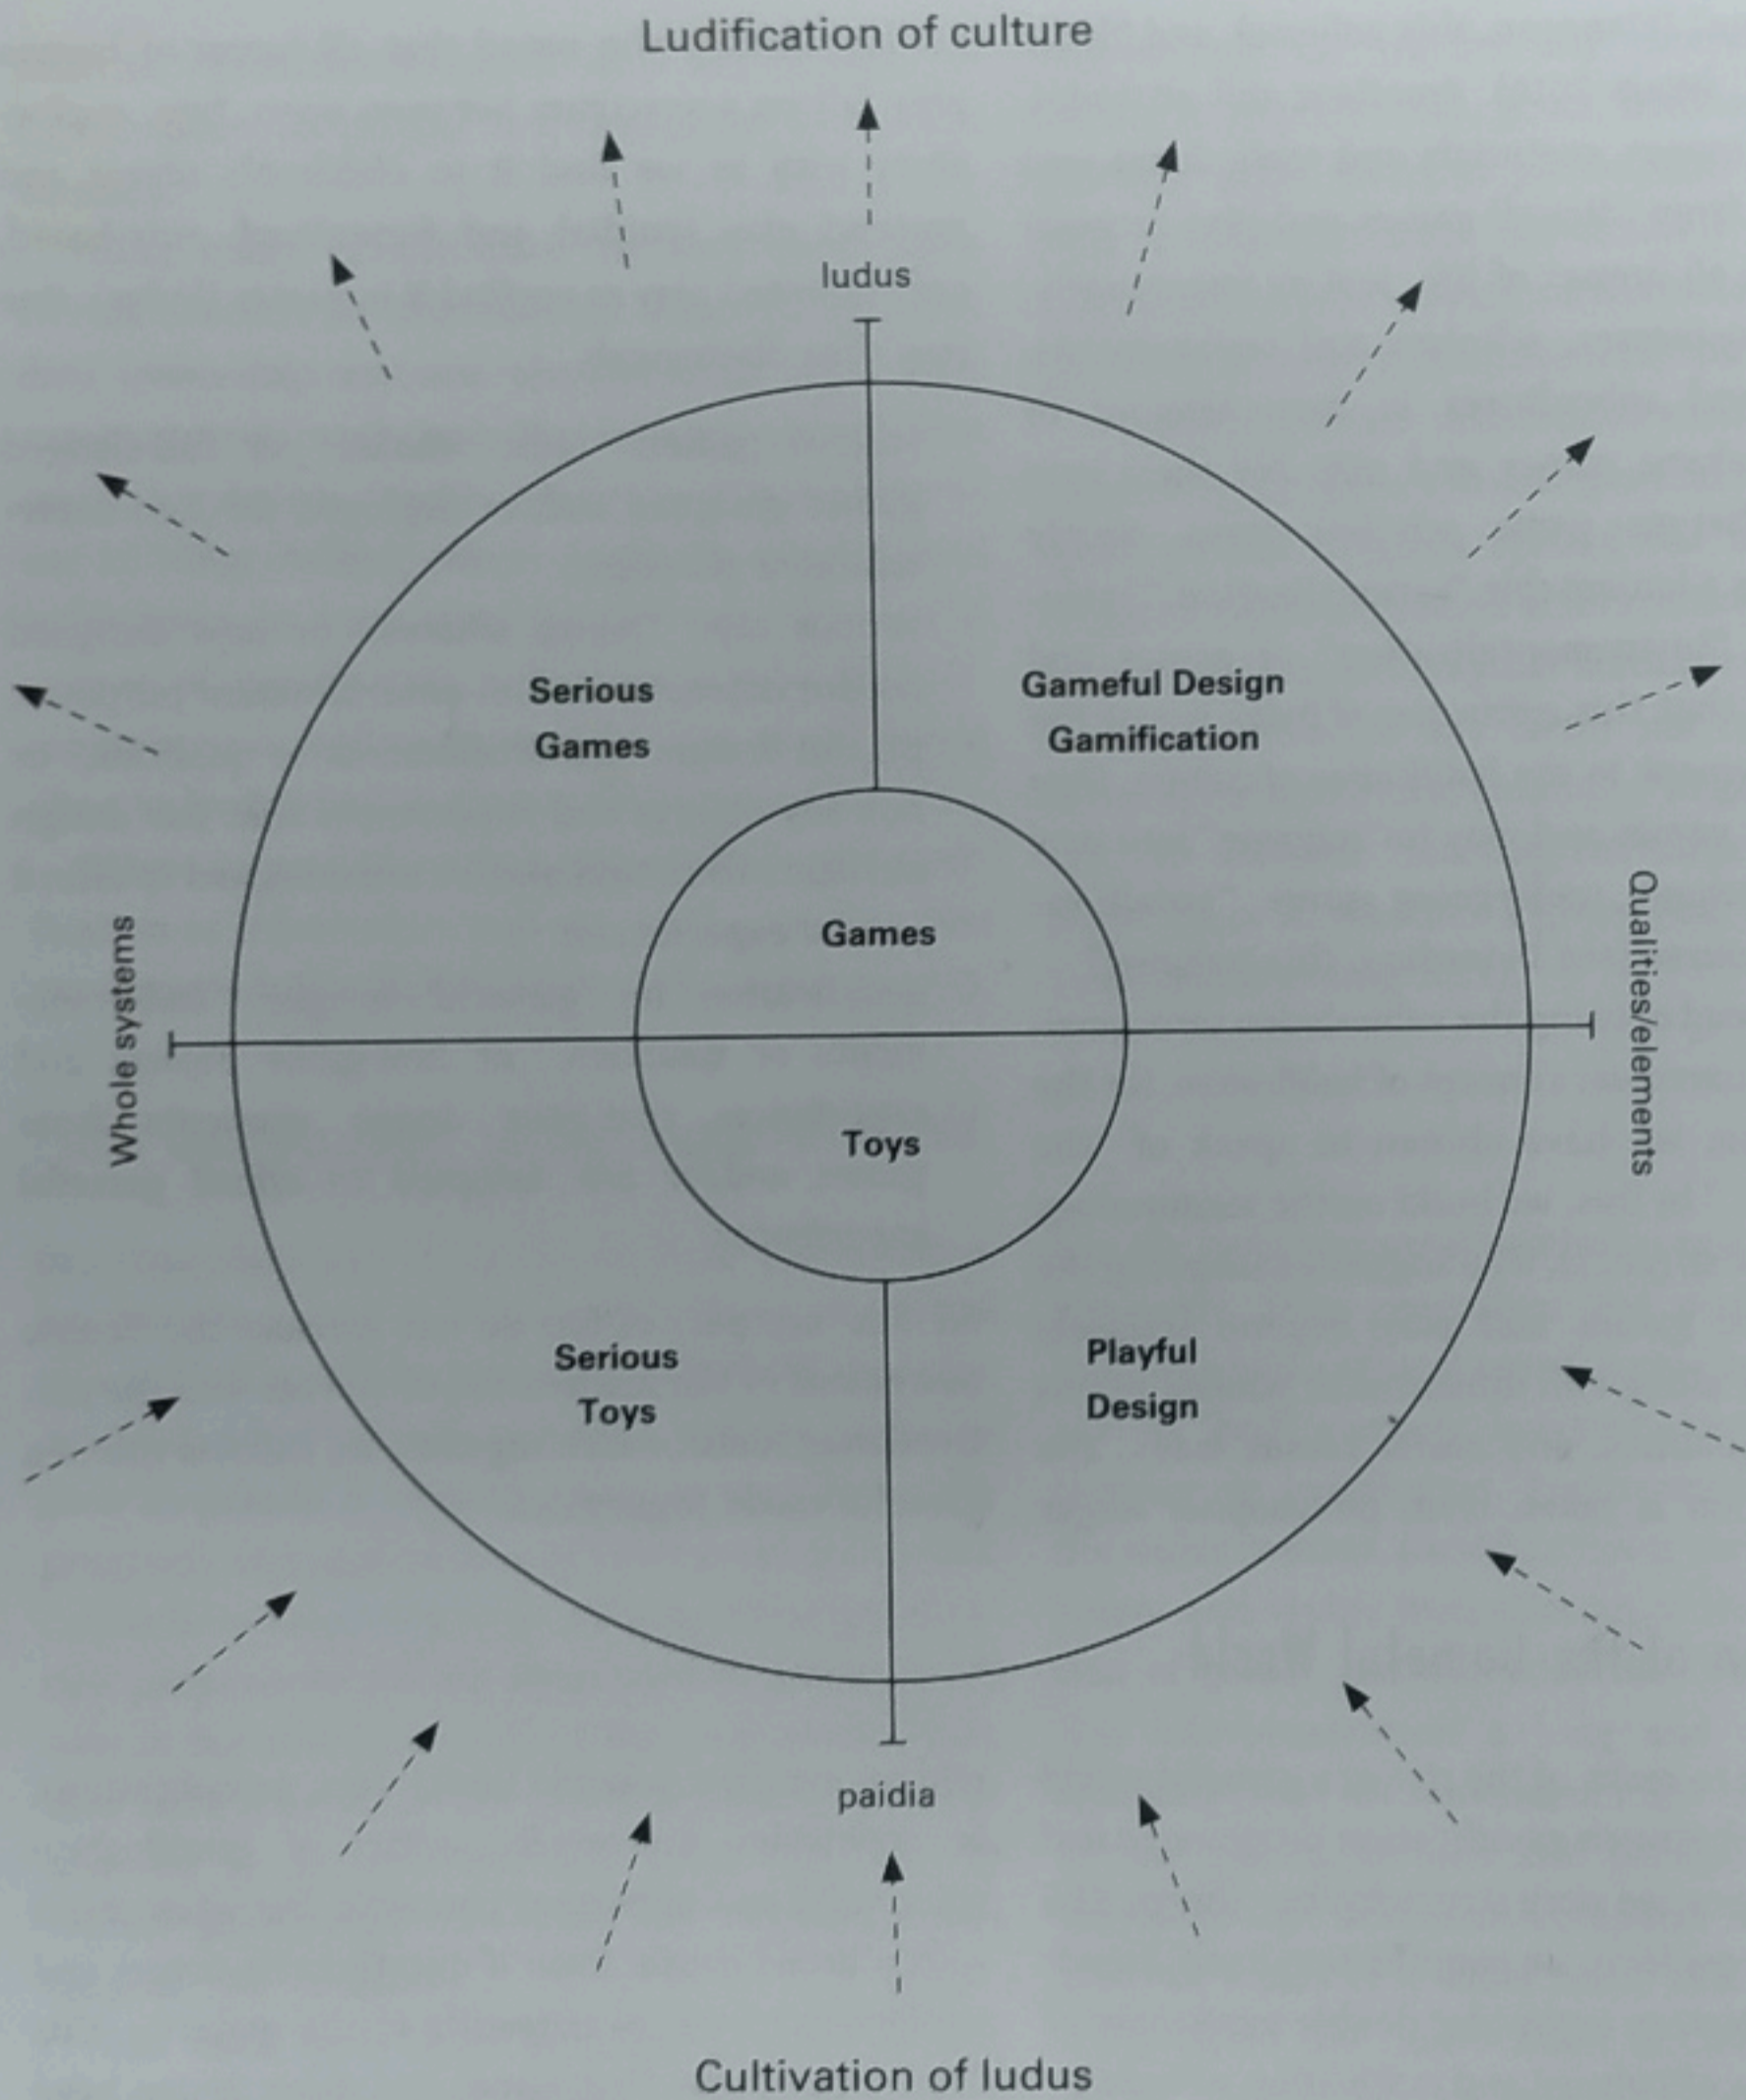 Ludification of culture
ludus
Serious
Games
Gameful Design
Gamification
Games
Whole systems
Qualities/elements
Toys
Serious
Toys
Playful
Design
paidia
Cultivation of ludus